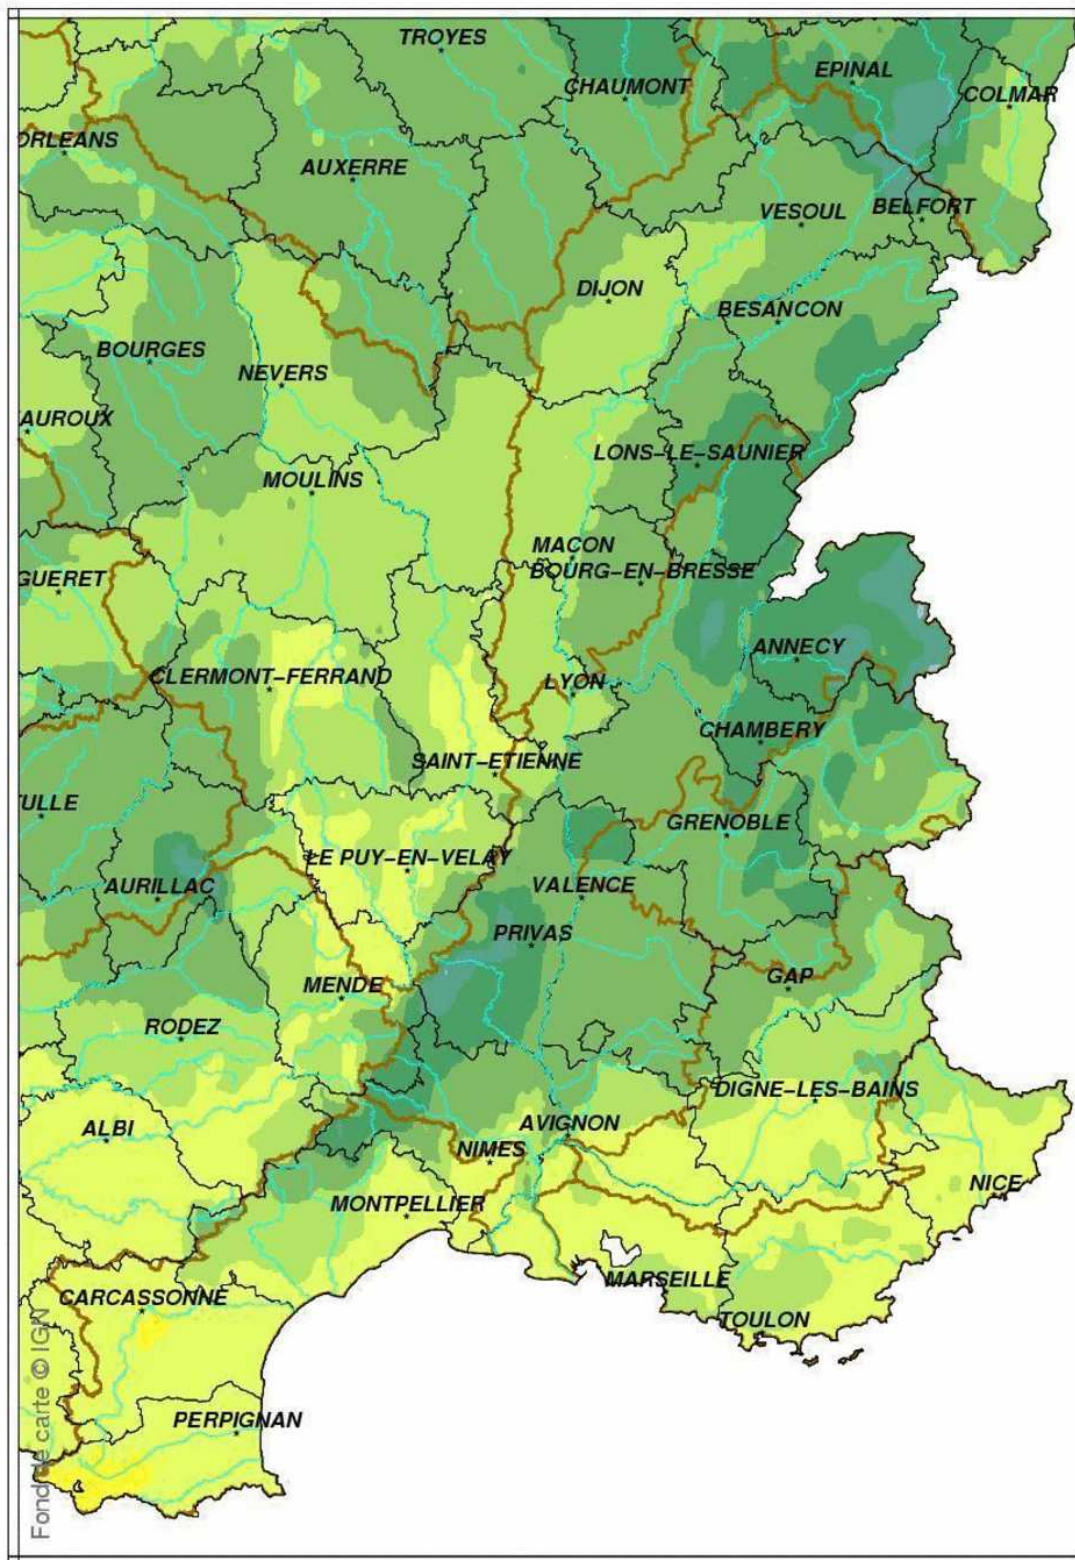 TROYES
EPINAL
CHAUMONT
COLMAR
ORLEANS
AUXERRE
VESOUL
BELFORT
DIJON
BESANCON
BOURGES
NEVERS
AUROUX
LONS-LE-SAUNIER
MOULINS
MACON
BOURG-EN-BRESSE
GUERET
ANNECY
CLERMONT-FERRAND
LYON
CHAMBERY
SAINT-ETIENNE
TULLE
GRENOBLE
LE PUY-EN-VELAY
AURILLAC
VALENCE
PRIVAS
GAP
MENDE
RODEZ
DIGNE-LES-BAINS
ALBI
AVIGNON
NIMES
NICE
MONTPELLIER
MARSEILLE
CARCASSONNE
TOULON
PERPIGNAN
Fond de carte © IGN